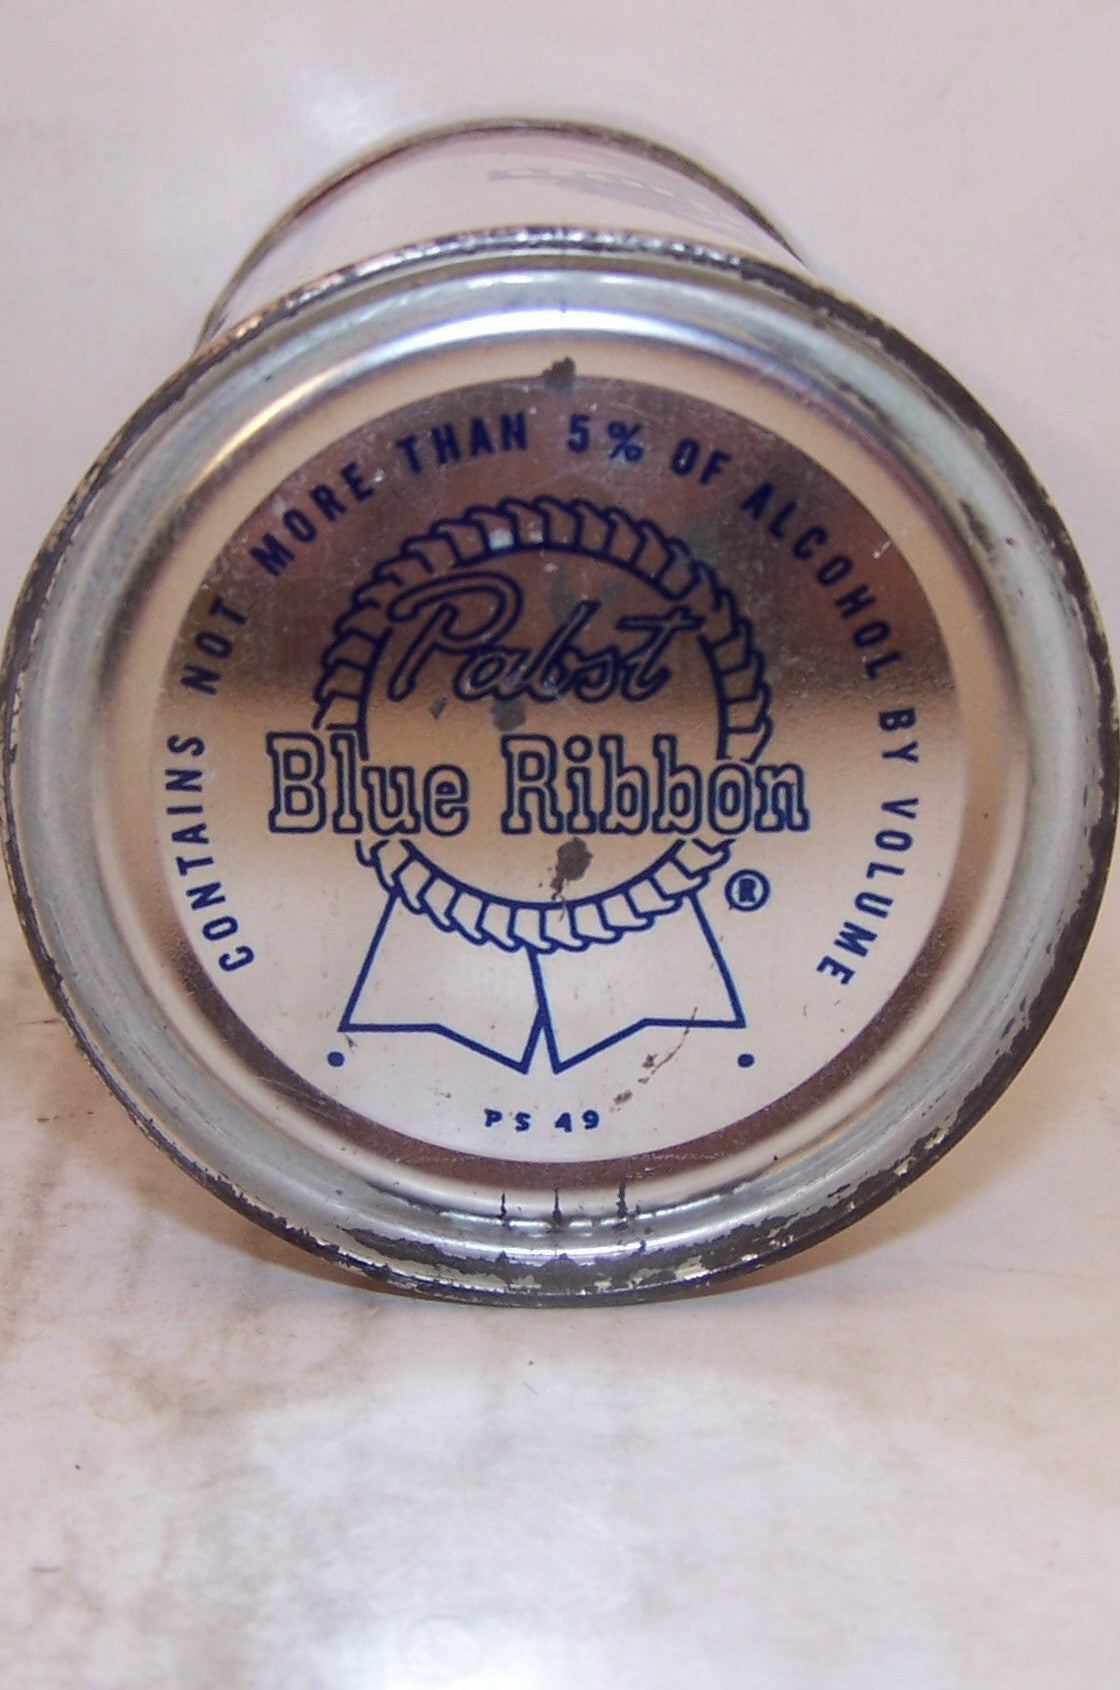 CONTAINS NOT MORE THAN 5% OF ALCOHOL BY VOLUME
Pabst
Blue Ribbon
®
PS 49